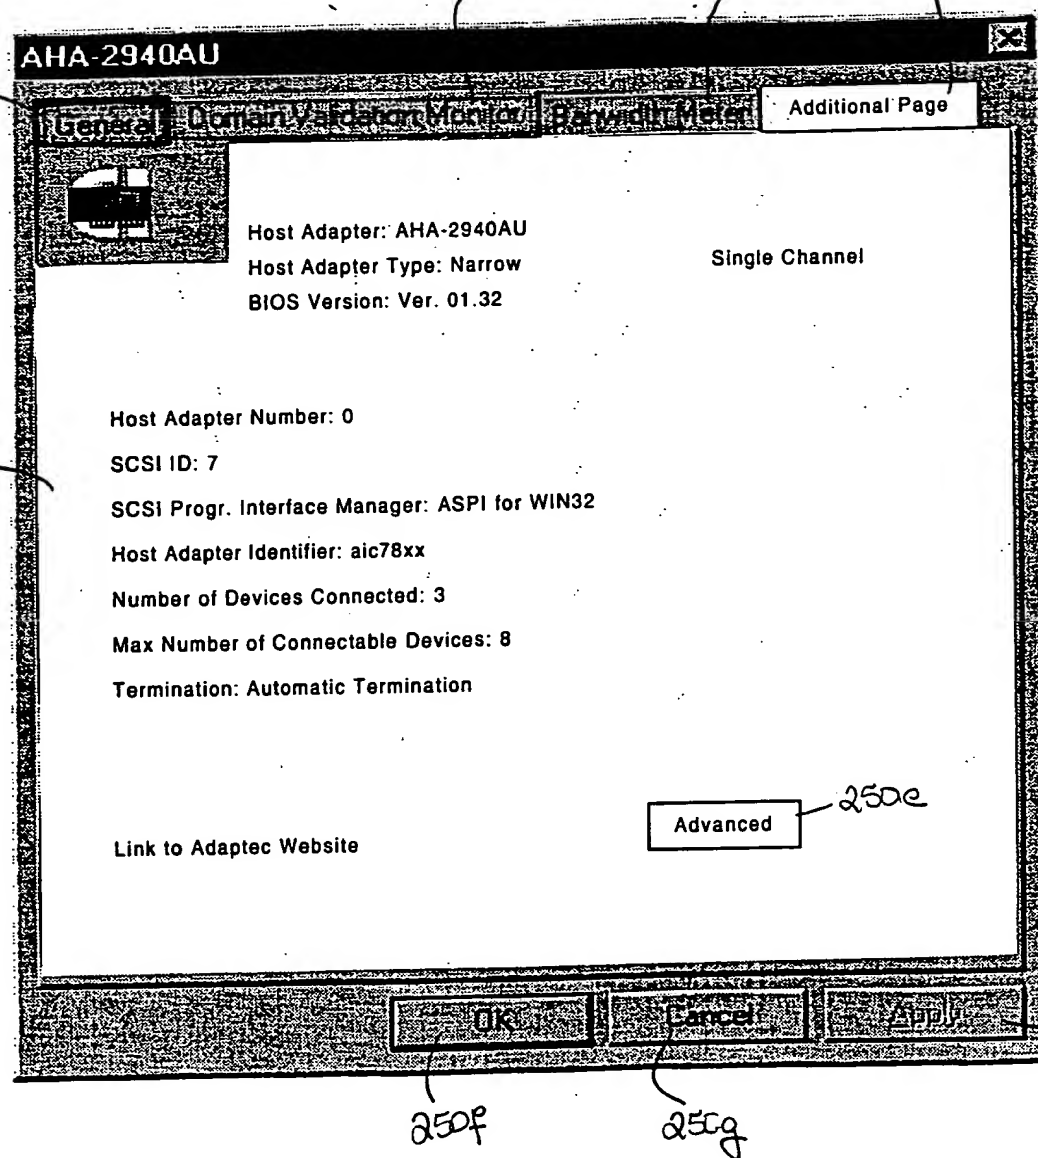 AHA-2940AU
General Domain Validation Monitor Banwidth Meter Additional Page
Host Adapter: AHA-2940AU
Host Adapter Type: Narrow Single Channel
BIOS Version: Ver. 01.32
Host Adapter Number: 0
SCSI ID: 7
SCSI Progr. Interface Manager: ASPI for WIN32
Host Adapter Identifier: aic78xx
Number of Devices Connected: 3
Max Number of Connectable Devices: 8
Termination: Automatic Termination
250e
Advanced
Link to Adaptec Website
OK Cancel Apply
250f 250g